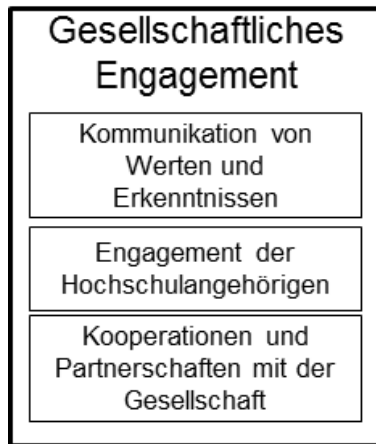 Gesellschaftliches
Engagement
Kommunikation von
Werten und
Erkenntnissen
Engagement der
Hochschulangehörigen
Kooperationen und
Partnerschaften mit der
Gesellschaft